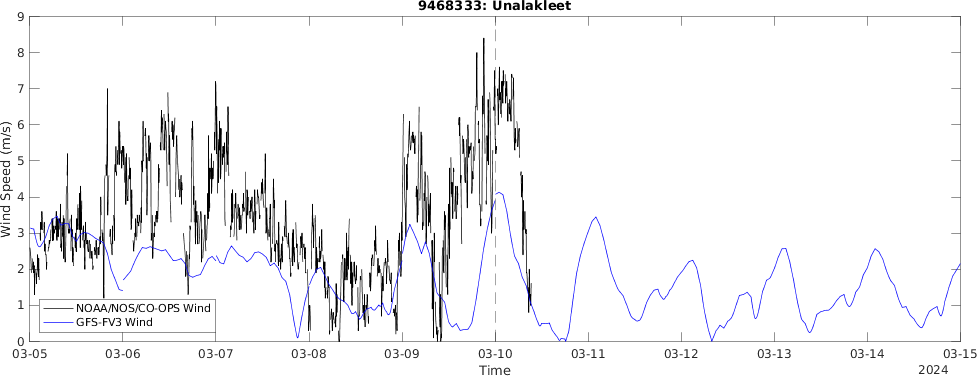 9468333: Unalakleet
Wind Speed (m/s)
9
8
7
6
5
4
3
2
1
0
NOAA/NOS/CO-OPS Wind
GFS-FV3 Wind
03-05 03-06 03-07 03-08 03-09 03-10 03-11 03-12 03-13 03-14 03-15
Time
2024